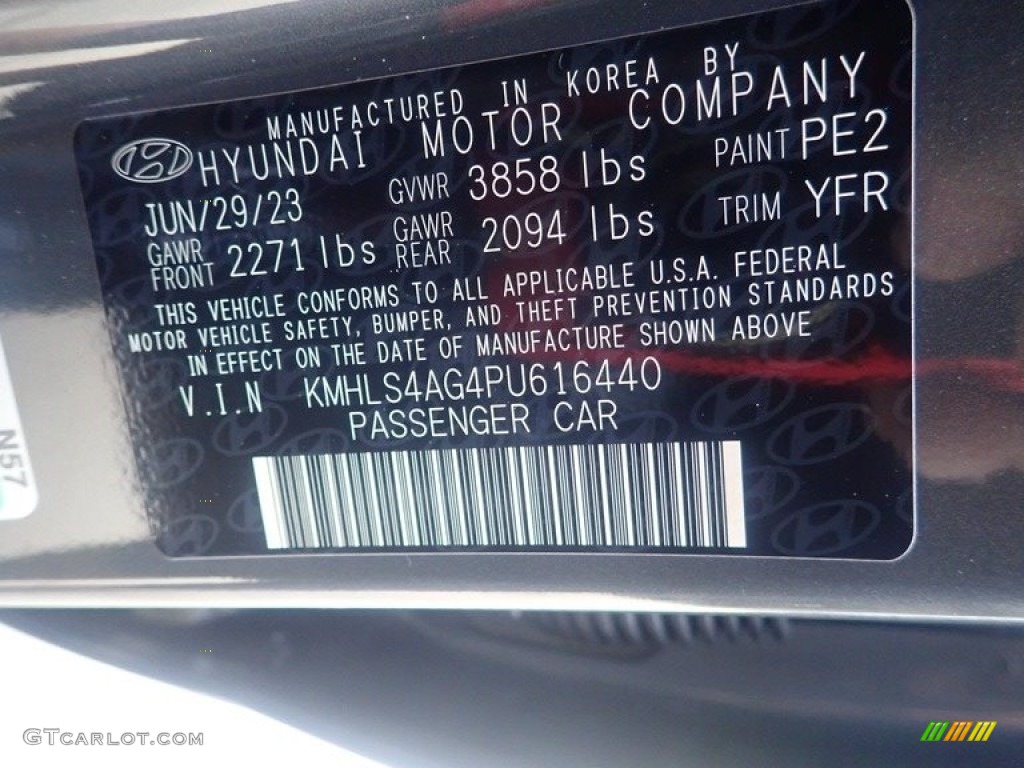 MANUFACTURED IN KOREA BY
HYUNDAI MOTOR COMPANY
JUN/29/23 GVWR 3858 lbs PAINT PE2
GAWR FRONT 2271 lbs GAWR REAR 2094 lbs TRIM YFR
THIS VEHICLE CONFORMS TO ALL APPLICABLE U.S.A. FEDERAL
MOTOR VEHICLE SAFETY, BUMPER, AND THEFT PREVENTION STANDARDS
IN EFFECT ON THE DATE OF MANUFACTURE SHOWN ABOVE
V.I.N KMHLS4AG4PU616440
PASSENGER CAR
N57
GTCARLOT.COM